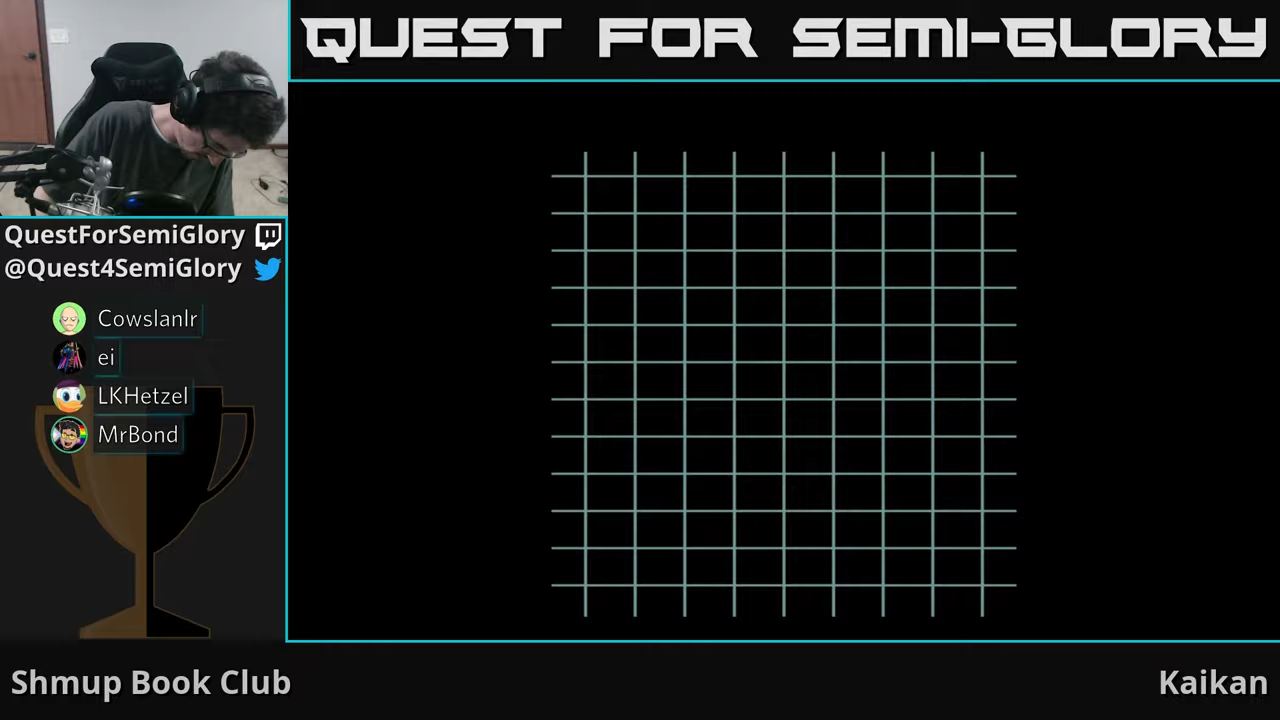 QUEST FOR SEMI-GLORY
QuestForSemiGlory
@Quest4SemiGlory
Cowslanlr
ei
LKHetzel
MrBond
Shmup Book Club
Kaikan